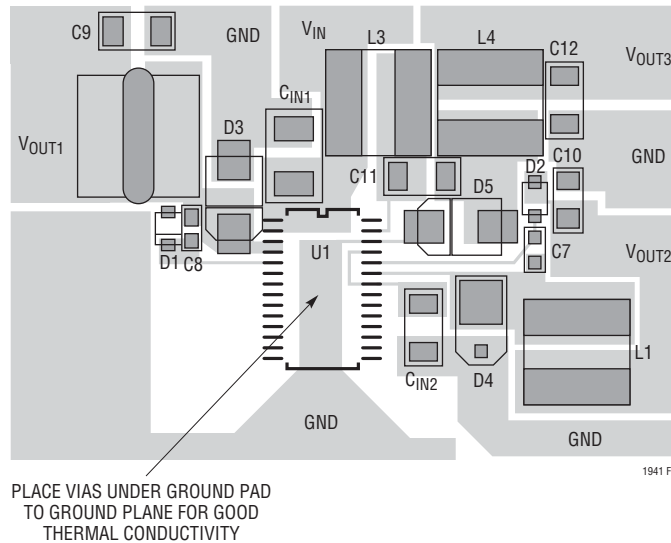 C9
GND
VIN
L3
L4
C12
VOUT3
CIN1
D3
VOUT1
C11
D5
D2
C10
GND
D1
C8
U1
C7
VOUT2
CIN2
D4
L1
GND
GND
1941 F
PLACE VIAS UNDER GROUND PAD
TO GROUND PLANE FOR GOOD
THERMAL CONDUCTIVITY